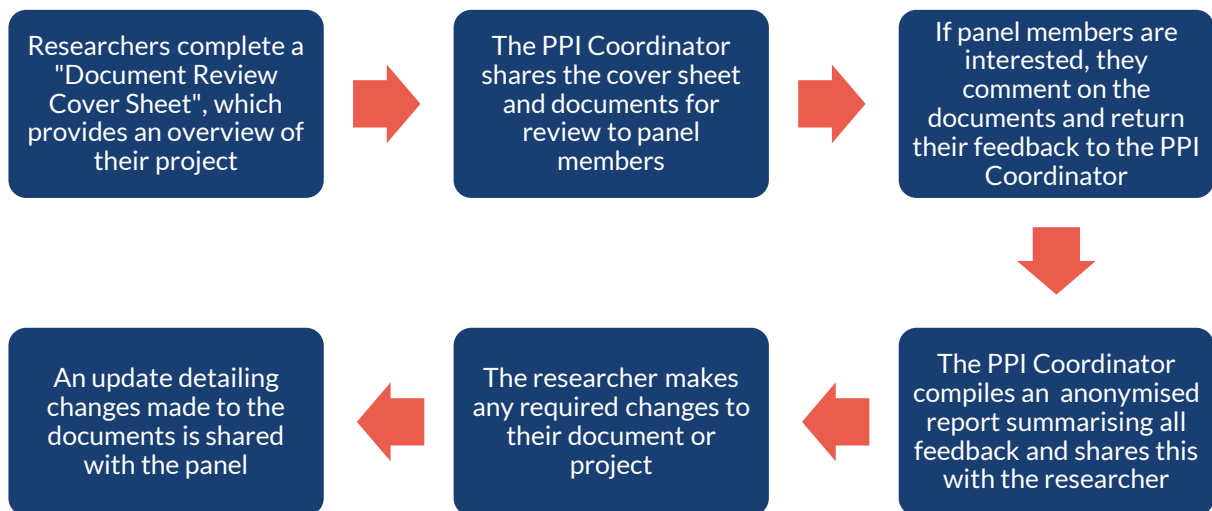 Researchers complete a
"Document Review
Cover Sheet", which
provides an overview of
their project
The PPI Coordinator
shares the cover sheet
and documents for
review to panel
members
If panel members are
interested, they
comment on the
documents and return
their feedback to the PPI
Coordinator
The PPI Coordinator
compiles an anonymised
report summarising all
feedback and shares this
with the researcher
The researcher makes
any required changes to
their document or
project
An update detailing
changes made to the
documents is shared
with the panel